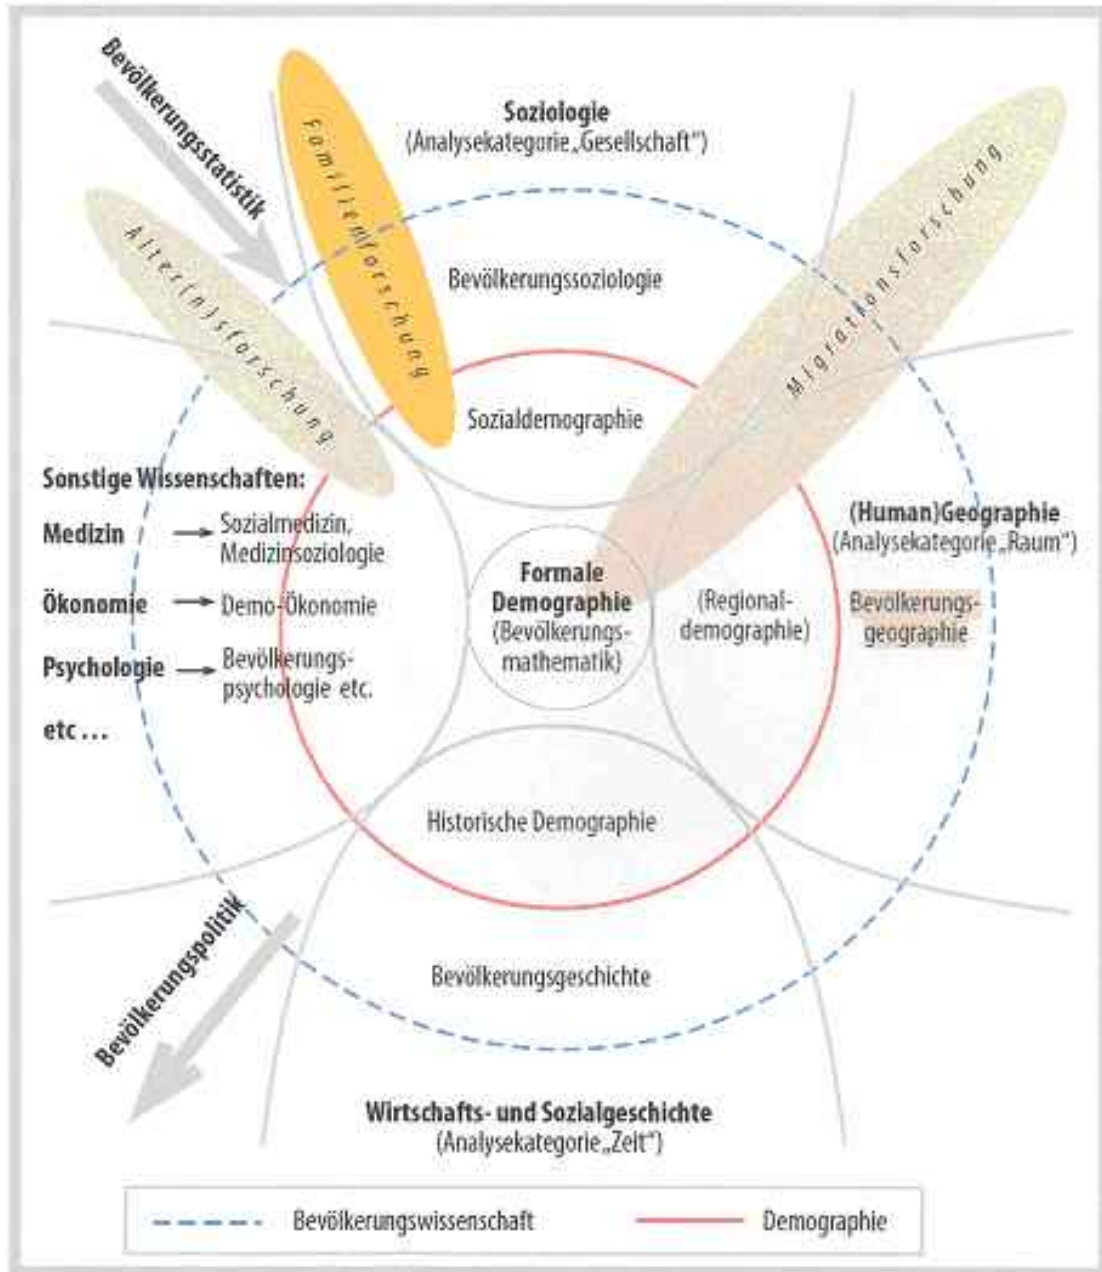 Bevölkerungsstatistik
Familienforschung
Alter(n)sforschung
Migrationsforschung
Soziologie
(Analysekategorie „Gesellschaft“)
Bevölkerungssoziologie
Sozialdemographie
Sonstige Wissenschaften:
Medizin → Sozialmedizin,
Medizinsoziologie
Ökonomie → Demo-Ökonomie
Psychologie → Bevölkerungs-
psychologie etc.
etc ...
Formale
Demographie
(Bevölkerungs-
mathematik)
(Regional-
demographie)
(Human)Geographie
(Analysekategorie „Raum“)
Bevölkerungs-
geographie
Historische Demographie
Bevölkerungsgeschichte
Bevölkerungspolitik
Wirtschafts- und Sozialgeschichte
(Analysekategorie „Zeit“)
Bevölkerungswissenschaft
Demographie